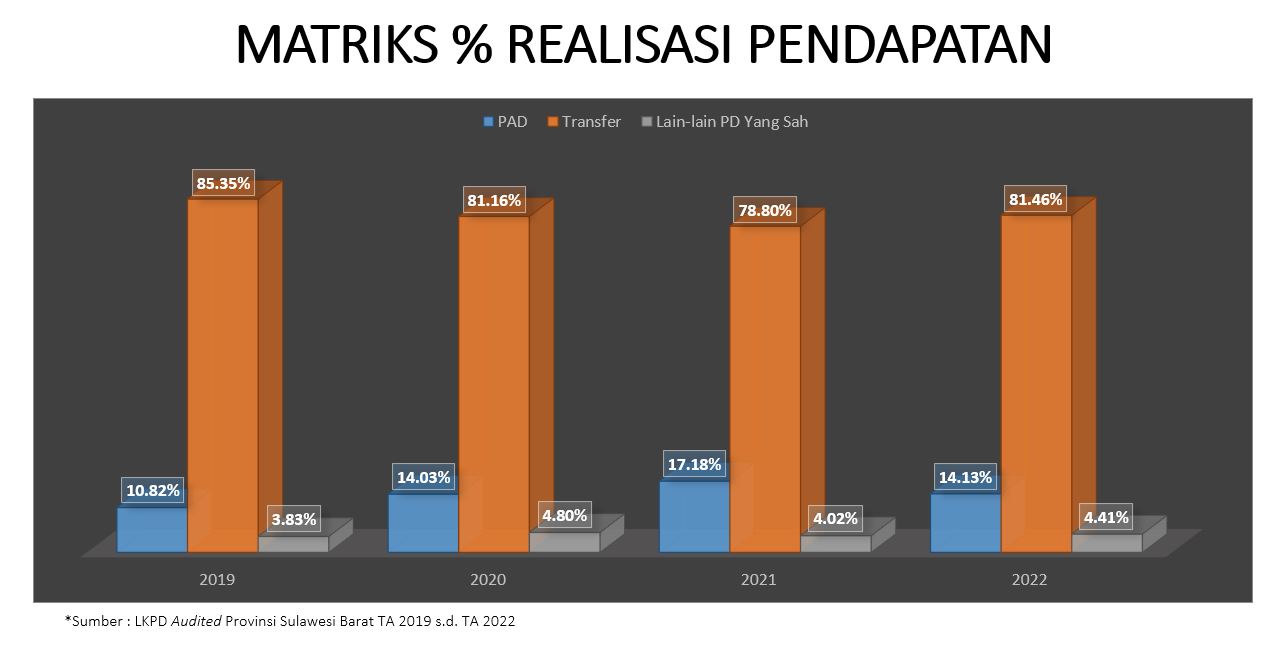 MATRIKS % REALISASI PENDAPATAN
PAD Transfer Lain-lain PD Yang Sah
85.35% 81.16% 78.80% 81.46%
10.82% 14.03% 17.18% 14.13%
3.83% 4.80% 4.02% 4.41%
2019 2020 2021 2022
*Sumber : LKPD Audited Provinsi Sulawesi Barat TA 2019 s.d. TA 2022